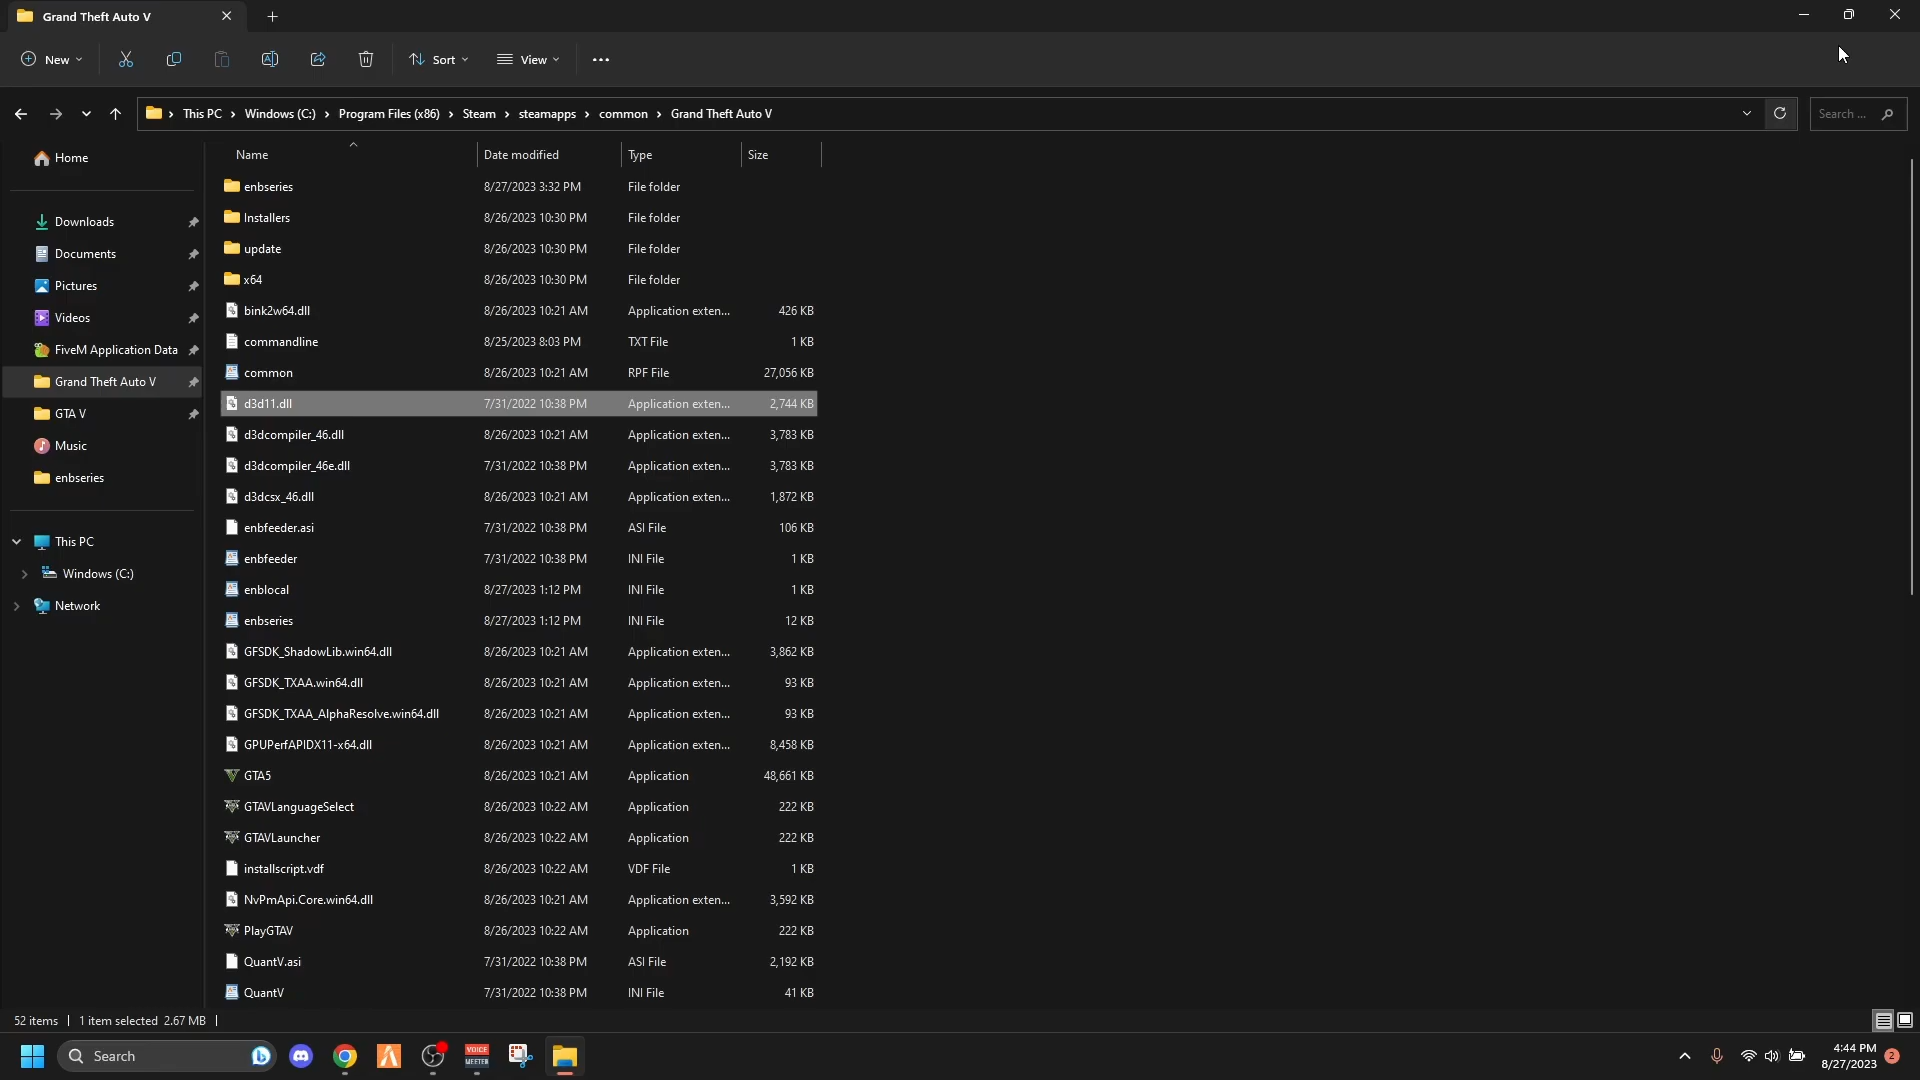 Grand Theft Auto V
New
Sort
View
This PC > Windows (C:) > Program Files (x86) > Steam > steamapps > common > Grand Theft Auto V
Search ...
Home
Downloads
Documents
Pictures
Videos
FiveM Application Data
Grand Theft Auto V
GTA V
Music
enbseries
This PC
Windows (C:)
Network
Name Date modified Type Size
enbseries 8/27/2023 3:32 PM File folder
Installers 8/26/2023 10:30 PM File folder
update 8/26/2023 10:30 PM File folder
x64 8/26/2023 10:30 PM File folder
bink2w64.dll 8/26/2023 10:21 AM Application exten... 426 KB
commandline 8/25/2023 8:03 PM TXT File 1 KB
common 8/26/2023 10:21 AM RPF File 27,056 KB
d3d11.dll 7/31/2022 10:38 PM Application exten... 2,744 KB
d3dcompiler_46.dll 8/26/2023 10:21 AM Application exten... 3,783 KB
d3dcompiler_46e.dll 7/31/2022 10:38 PM Application exten... 3,783 KB
d3dcsx_46.dll 8/26/2023 10:21 AM Application exten... 1,872 KB
enbfeeder.asi 7/31/2022 10:38 PM ASI File 106 KB
enbfeeder 7/31/2022 10:38 PM INI File 1 KB
enblocal 8/27/2023 1:12 PM INI File 1 KB
enbseries 8/27/2023 1:12 PM INI File 12 KB
GFSDK_ShadowLib.win64.dll 8/26/2023 10:21 AM Application exten... 3,862 KB
GFSDK_TXAA.win64.dll 8/26/2023 10:21 AM Application exten... 93 KB
GFSDK_TXAA_AlphaResolve.win64.dll 8/26/2023 10:21 AM Application exten... 93 KB
GPUPerfAPIDX11-x64.dll 8/26/2023 10:21 AM Application exten... 8,458 KB
GTA5 8/26/2023 10:21 AM Application 48,661 KB
GTAVLanguageSelect 8/26/2023 10:22 AM Application 222 KB
GTAVLauncher 8/26/2023 10:22 AM Application 222 KB
installscript.vdf 8/26/2023 10:22 AM VDF File 1 KB
NvPmApi.Core.win64.dll 8/26/2023 10:21 AM Application exten... 3,592 KB
PlayGTAV 8/26/2023 10:22 AM Application 222 KB
QuantV.asi 7/31/2022 10:38 PM ASI File 2,192 KB
QuantV 7/31/2022 10:38 PM INI File 41 KB
52 items 1 item selected 2.67 MB
Search
VOICE
MEETER
4:44 PM
8/27/2023
2